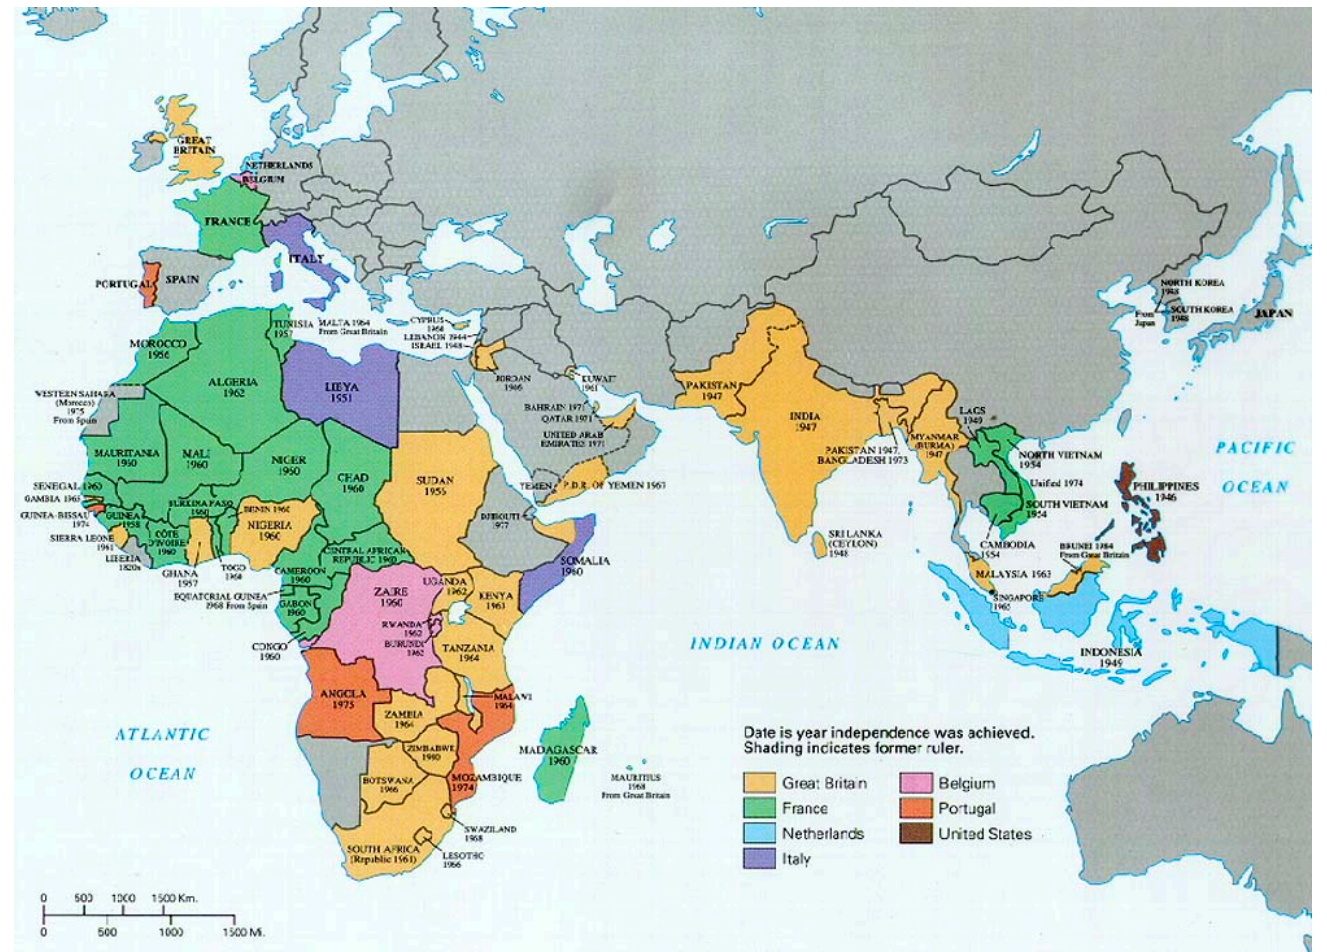 GREAT
BRITAIN
NETHERLANDS
BELGIUM
FRANCE
ITALY
PORTUGAL
SPAIN
MOROCCO
1956
ALGERIA
1962
TUNISIA
1957
MALTA 1964
From Great Britain
CYPRUS
1960
LEBANON 1944
ISRAEL 1948
LIBYA
1951
JORDAN
1946
KUWAIT
1961
BAHRAIN 1971
QATAR 1971
UNITED ARAB
EMIRATES 1971
YEMEN
P.D.R. OF YEMEN 1967
WESTERN SAHARA
(Morocco)
1975
From Spain
MAURITANIA
1960
MALI
1960
NIGER
1960
CHAD
1960
SUDAN
1956
SENEGAL 1960
GAMBIA 1965
GUINEA-BISSAU
1974
GUINEA
1958
SIERRA LEONE
1961
LIBERIA
1820s
CÔTE
D'IVOIRE
1960
BURKINA FASO
1960
GHANA
1957
TOGO
1960
BENIN 1960
NIGERIA
1960
CAMEROON
1960
CENTRAL AFRICAN
REPUBLIC 1960
EQUATORIAL GUINEA
1968 From Spain
GABON
1960
CONGO
1960
ZAIRE
1960
UGANDA
1962
KENYA
1963
RWANDA
1962
BURUNDI
1962
TANZANIA
1964
DJIBOUTI
1977
SOMALIA
1960
ANGOLA
1975
ZAMBIA
1964
MALAWI
1964
ZIMBABWE
1980
MOZAMBIQUE
1974
BOTSWANA
1966
SOUTH AFRICA
(Republic 1961)
SWAZILAND
1968
LESOTHO
1966
MADAGASCAR
1960
MAURITIUS
1968
From Great Britain
PAKISTAN
1947
INDIA
1947
PAKISTAN 1947,
BANGLADESH 1973
MYANMAR
(BURMA)
1947
SRI LANKA
(CEYLON)
1948
LAOS
1949
NORTH VIETNAM
1954
Unified 1974
SOUTH VIETNAM
1954
CAMBODIA
1954
PHILIPPINES
1946
BRUNEI 1984
From Great Britain
MALAYSIA 1963
SINGAPORE
1965
INDONESIA
1949
NORTH KOREA
1948
SOUTH KOREA
1948
From
Japan
JAPAN
PACIFIC
OCEAN
INDIAN OCEAN
ATLANTIC
OCEAN
Date is year independence was achieved.
Shading indicates former ruler.
Great Britain
France
Netherlands
Italy
Belgium
Portugal
United States
0 500 1000 1500 Km.
0 500 1000 1500 Mi.